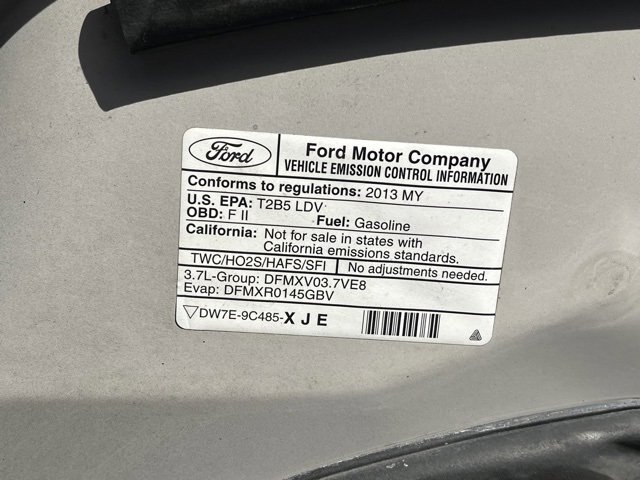 Ford
Ford Motor Company
VEHICLE EMISSION CONTROL INFORMATION
Conforms to regulations: 2013 MY
U.S. EPA: T2B5 LDV
OBD: F II Fuel: Gasoline
California: Not for sale in states with
California emissions standards.
TWC/HO2S/HAFS/SFI No adjustments needed.
3.7L-Group: DFMXV03.7VE8
Evap: DFMXR0145GBV
DW7E-9C485-X J E